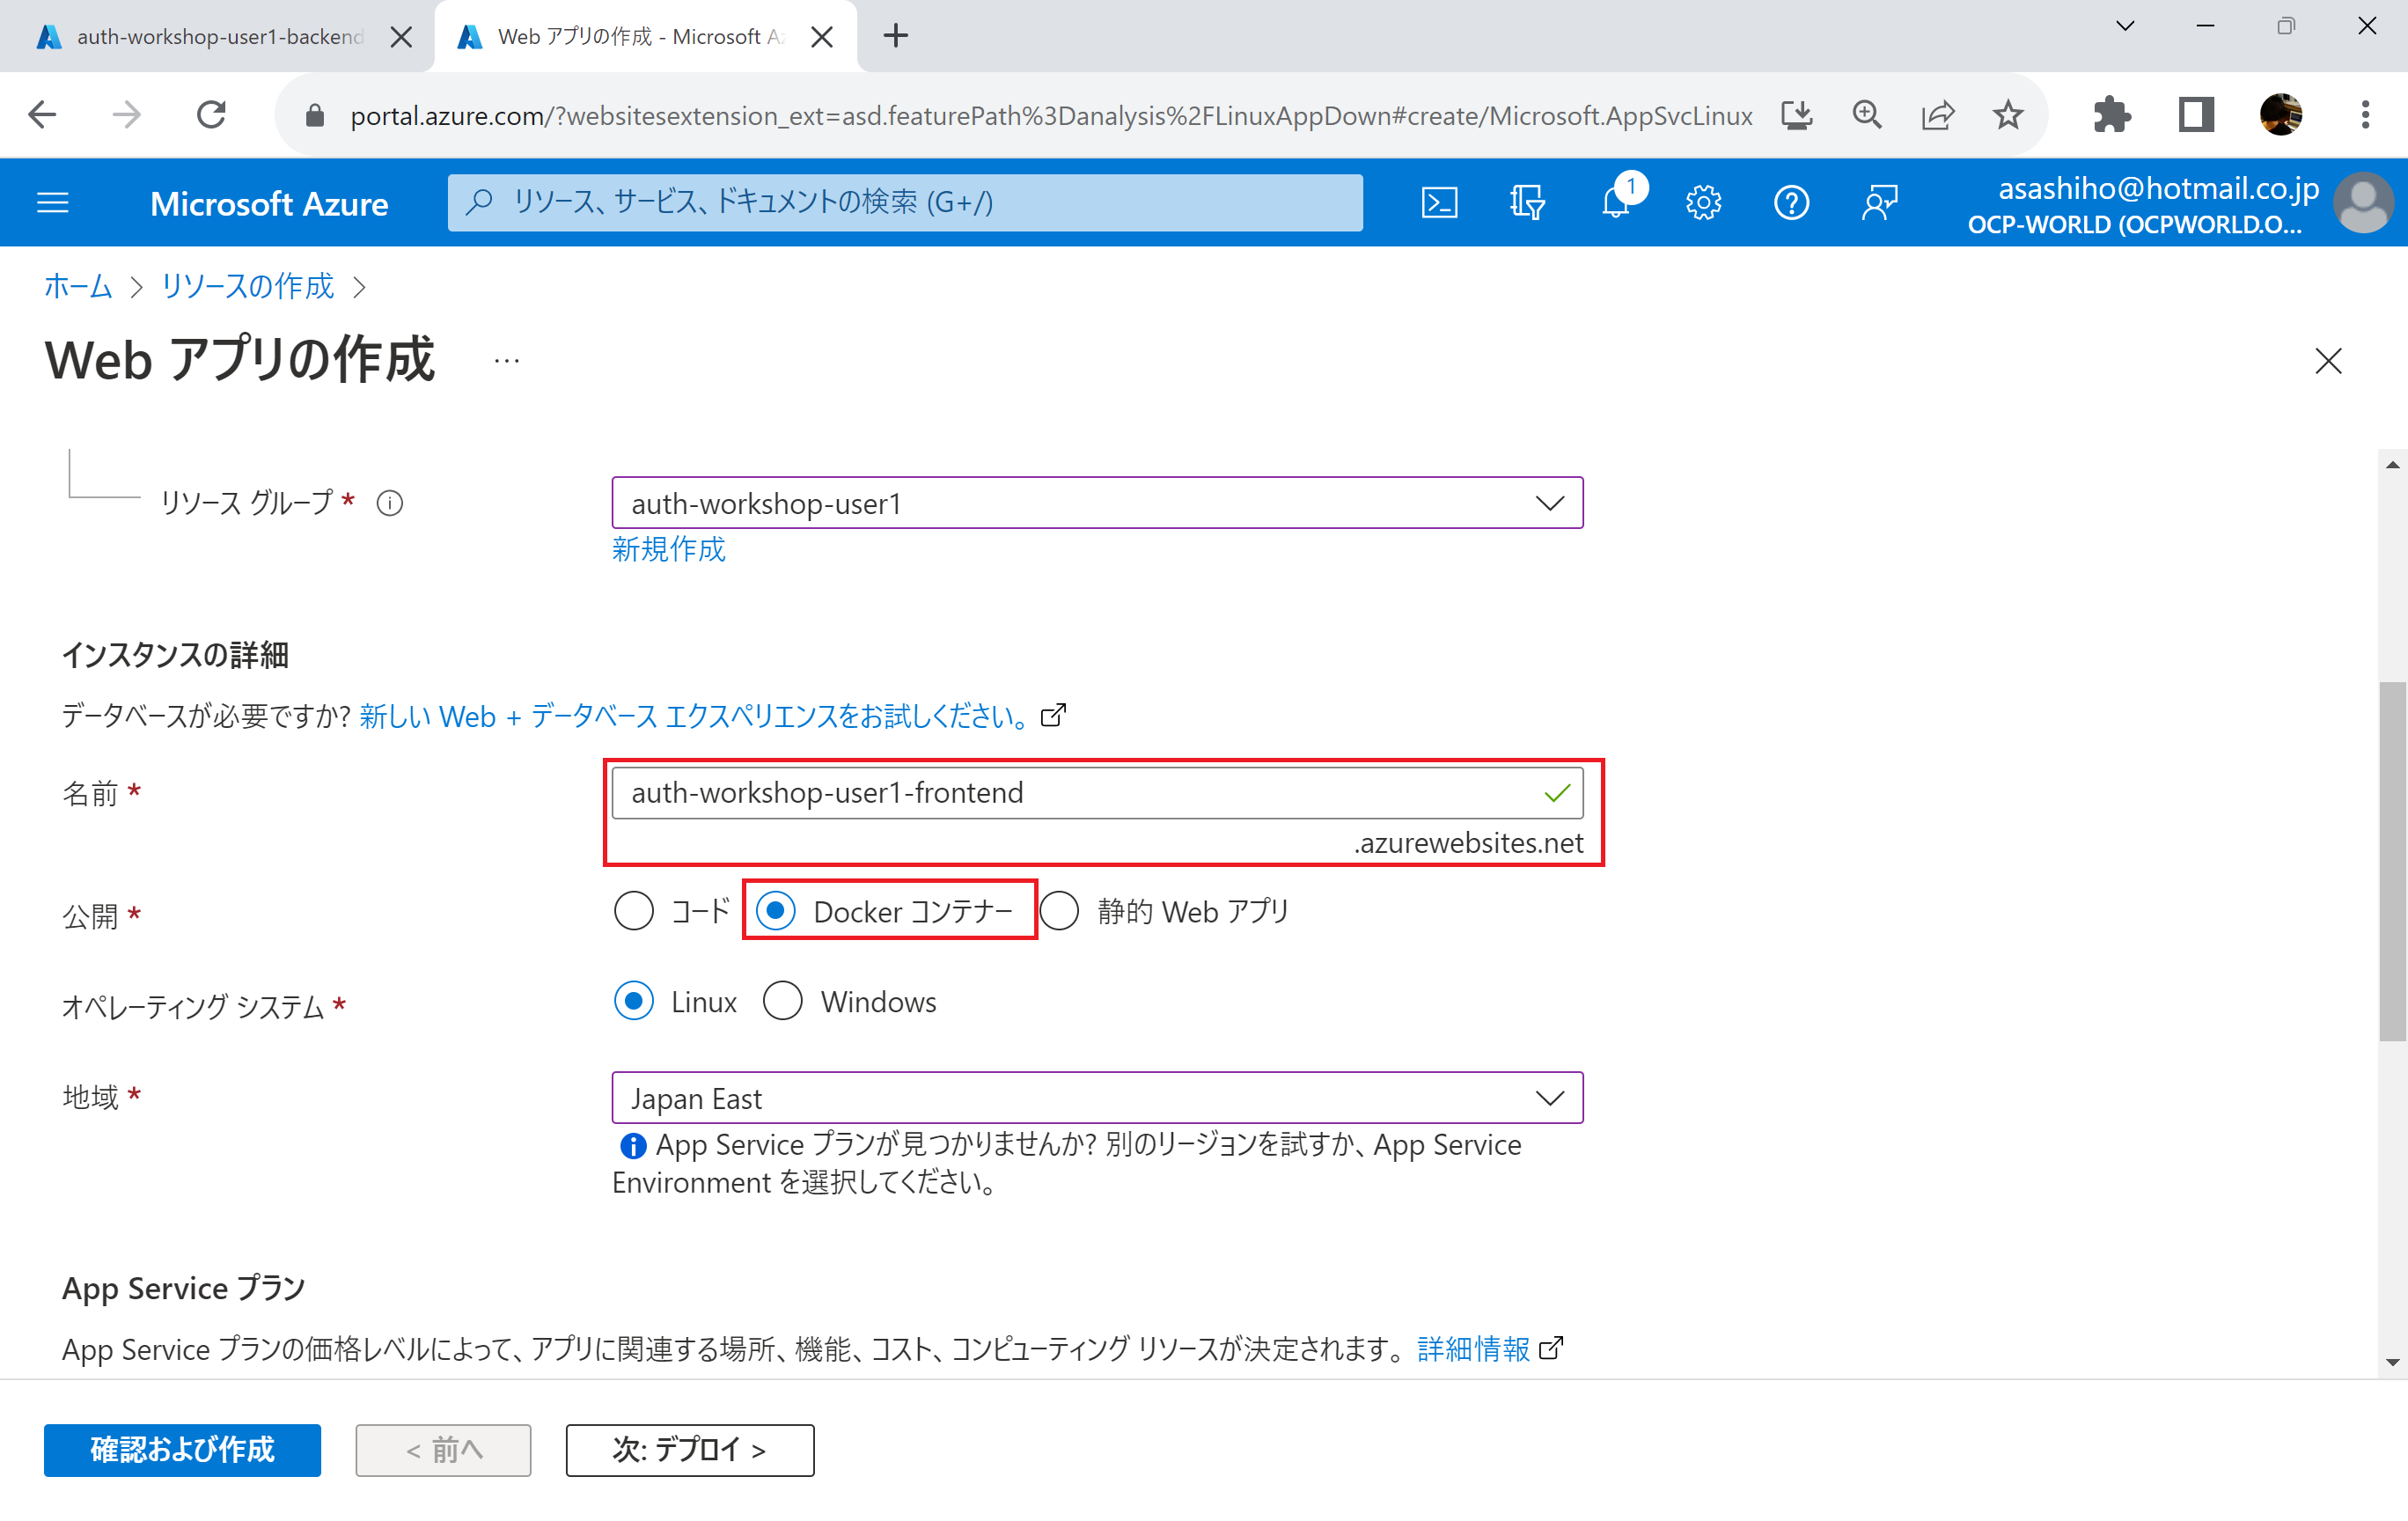 auth-workshop-user1-backend
Web アプリの作成 - Microsoft Az
portal.azure.com/?websitesextension_ext=asd.featurePath%3Danalysis%2FLinuxAppDown#create/Microsoft.AppSvcLinux
Microsoft Azure
リソース、サービス、ドキュメントの検索 (G+/)
1
asashiho@hotmail.co.jp
OCP-WORLD (OCPWORLD.O...
ホーム > リソースの作成 >
Web アプリの作成 ...
リソース グループ *
auth-workshop-user1
新規作成
インスタンスの詳細
データベースが必要ですか? 新しい Web + データベース エクスペリエンスをお試しください。
名前 *
auth-workshop-user1-frontend
.azurewebsites.net
公開 *
コード
Docker コンテナー
静的 Web アプリ
オペレーティング システム *
Linux
Windows
地域 *
Japan East
App Service プランが見つかりませんか? 別のリージョンを試すか、App Service
Environment を選択してください。
App Service プラン
App Service プランの価格レベルによって、アプリに関連する場所、機能、コスト、コンピューティング リソースが決定されます。 詳細情報
確認および作成
< 前へ
次: デプロイ >